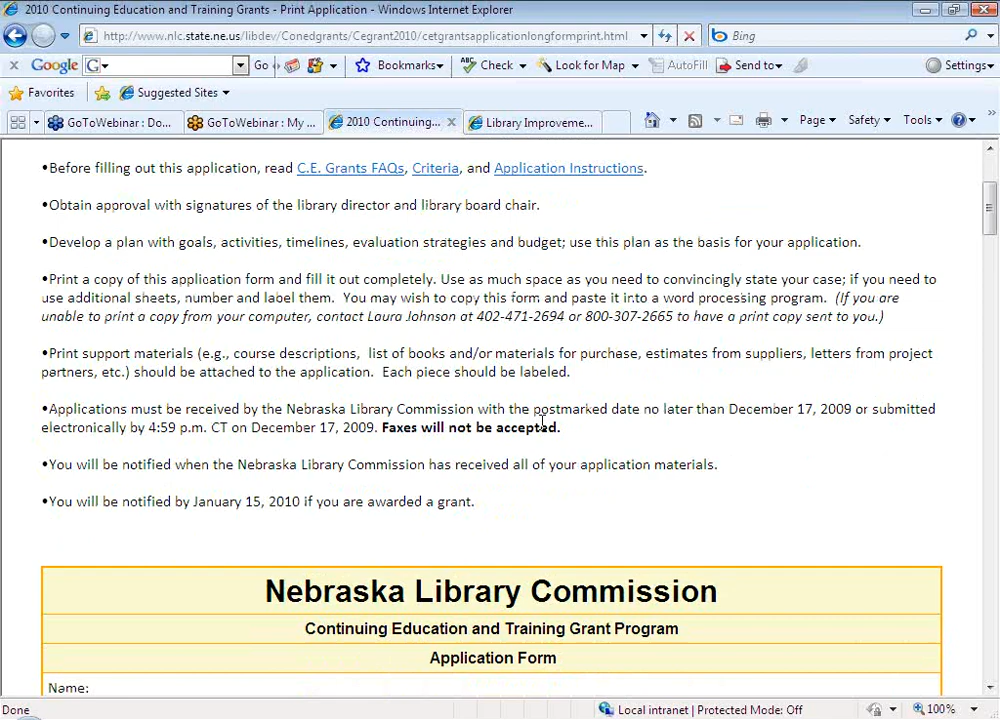 2010 Continuing Education and Training Grants - Print Application - Windows Internet Explorer
http://www.nlc.state.ne.us/libdev/Conedgrants/Cegrant2010/cetgrantsapplicationlongformprint.html
Bing
x Google G Go Bookmarks ABC Check Look for Map AutoFill Send to Settings
Favorites Suggested Sites
GoToWebinar : Do... GoToWebinar : My ... 2010 Continuing... x Library Improveme... Page Safety Tools »
•Before filling out this application, read C.E. Grants FAQs, Criteria, and Application Instructions.
•Obtain approval with signatures of the library director and library board chair.
•Develop a plan with goals, activities, timelines, evaluation strategies and budget; use this plan as the basis for your application.
•Print a copy of this application form and fill it out completely. Use as much space as you need to convincingly state your case; if you need to
use additional sheets, number and label them. You may wish to copy this form and paste it into a word processing program. (If you are
unable to print a copy from your computer, contact Laura Johnson at 402-471-2694 or 800-307-2665 to have a print copy sent to you.)
•Print support materials (e.g., course descriptions, list of books and/or materials for purchase, estimates from suppliers, letters from project
partners, etc.) should be attached to the application. Each piece should be labeled.
•Applications must be received by the Nebraska Library Commission with the postmarked date no later than December 17, 2009 or submitted
electronically by 4:59 p.m. CT on December 17, 2009. Faxes will not be accepted.
•You will be notified when the Nebraska Library Commission has received all of your application materials.
•You will be notified by January 15, 2010 if you are awarded a grant.
Nebraska Library Commission
Continuing Education and Training Grant Program
Application Form
Name:
Done Local intranet | Protected Mode: Off 100%